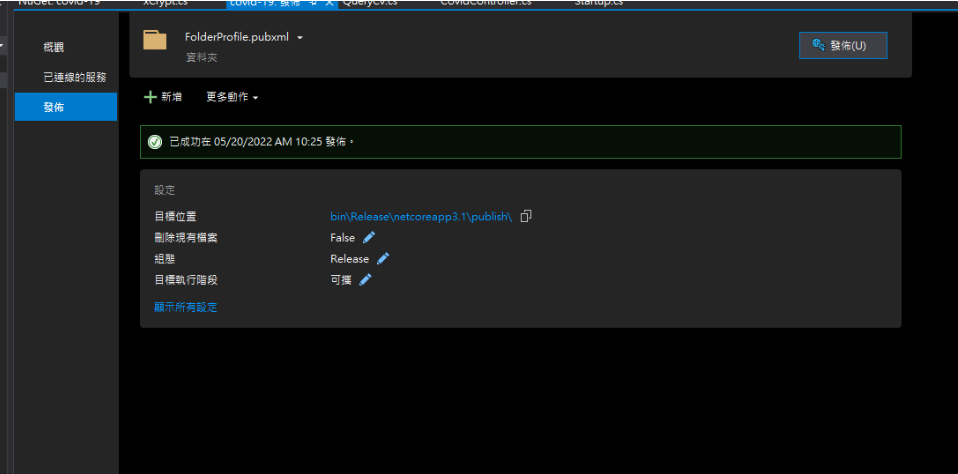 NuGet: covid-19 xCrypt.cs covid-19: 發佈 QueryCv.cs CovidController.cs Startup.cs
概觀
已連線的服務
發佈
FolderProfile.pubxml
資料夾
發佈(U)
新增 更多動作
已成功在 05/20/2022 AM 10:25 發佈。
設定
目標位置 bin\Release\netcoreapp3.1\publish\
刪除現有檔案 False
組態 Release
目標執行階段 可攜
顯示所有設定